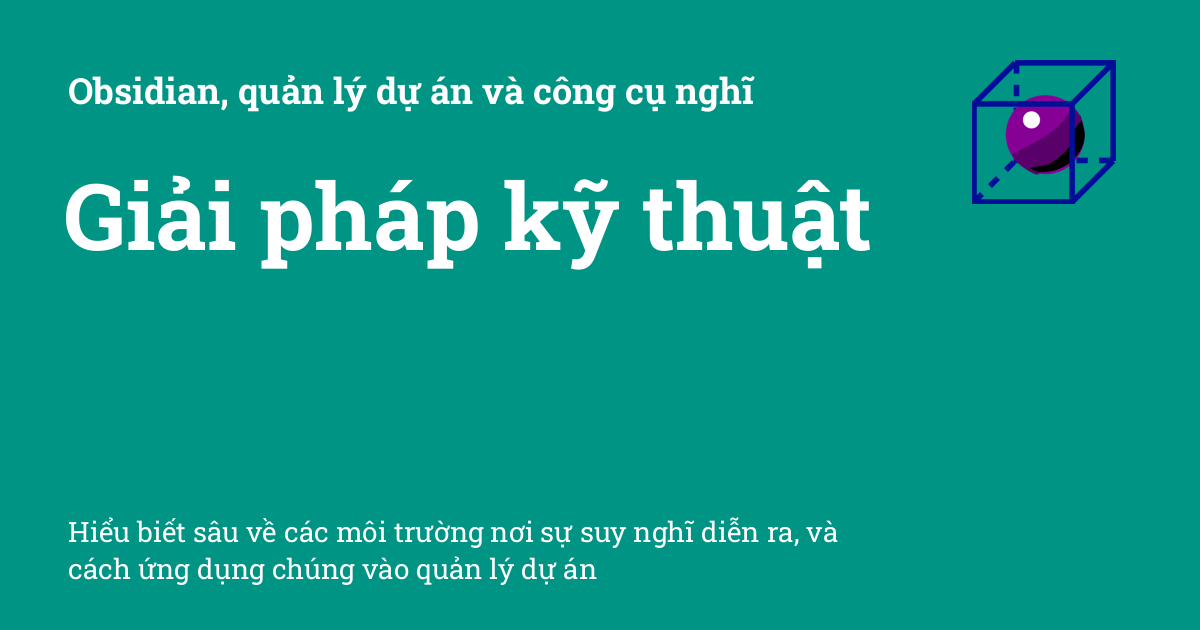 Obsidian, quản lý dự án và công cụ nghĩ
Giải pháp kỹ thuật
Hiểu biết sâu về các môi trường nơi sự suy nghĩ diễn ra, và
cách ứng dụng chúng vào quản lý dự án